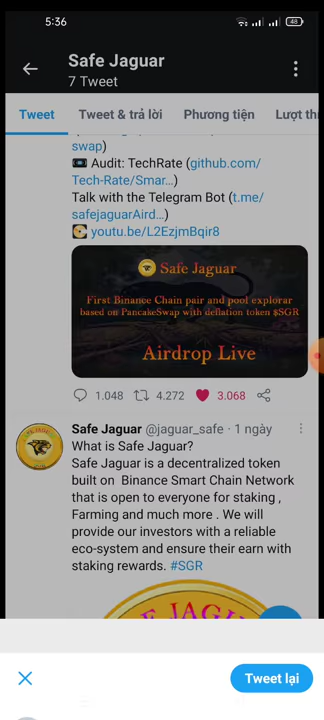 5:36
48
Safe Jaguar
7 Tweet
Tweet
Tweet & trả lời
Phương tiện
Lượt thí
swap)
Audit: TechRate (github.com/
Tech-Rate/Smar...)
Talk with the Telegram Bot (t.me/
safejaguarAird...)
youtu.be/L2EzjmBqir8
Safe Jaguar
First Binance Chain pair and pool explorar
based on PancakeSwap with deflation token $SGR
Airdrop Live
1.048
4.272
3.068
Safe Jaguar @jaguar_safe · 1 ngày
What is Safe Jaguar?
Safe Jaguar is a decentralized token
built on Binance Smart Chain Network
that is open to everyone for staking ,
Farming and much more . We will
provide our investors with a reliable
eco-system and ensure their earn with
staking rewards. #SGR
FE JAGU
Tweet lại